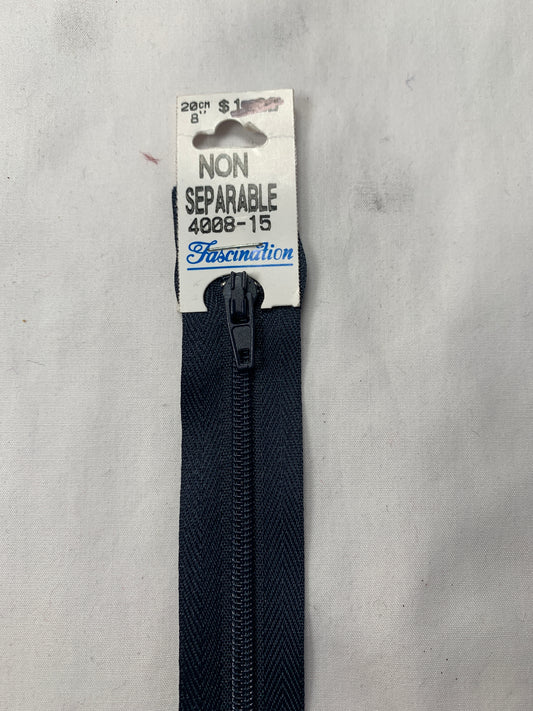 20CM $1
8"
NON
SEPARABLE
4008-15
Fascination